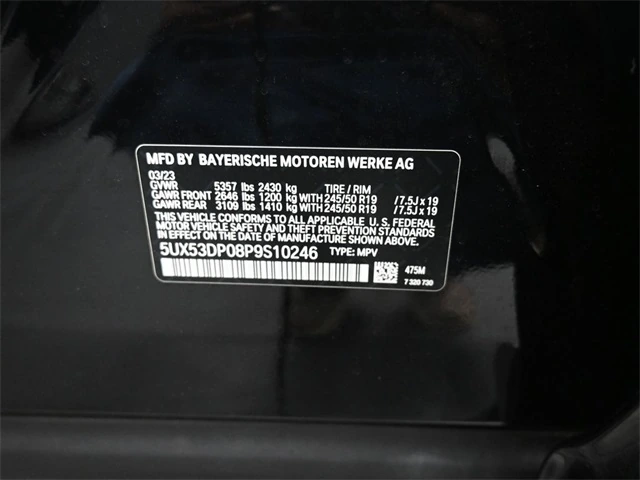 MFD BY BAYERISCHE MOTOREN WERKE AG
03/23
GVWR 5357 lbs 2430 kg TIRE / RIM
GAWR FRONT 2646 lbs 1200 kg WITH 245/50 R19 /7.5J x 19
GAWR REAR 3109 lbs 1410 kg WITH 245/50 R19 /7.5J x 19
THIS VEHICLE CONFORMS TO ALL APPLICABLE U.S. FEDERAL
MOTOR VEHICLE SAFETY AND THEFT PREVENTION STANDARDS
IN EFFECT ON THE DATE OF MANUFACTURE SHOWN ABOVE.
5UX53DP08P9S10246 TYPE: MPV
475M
7 320 730